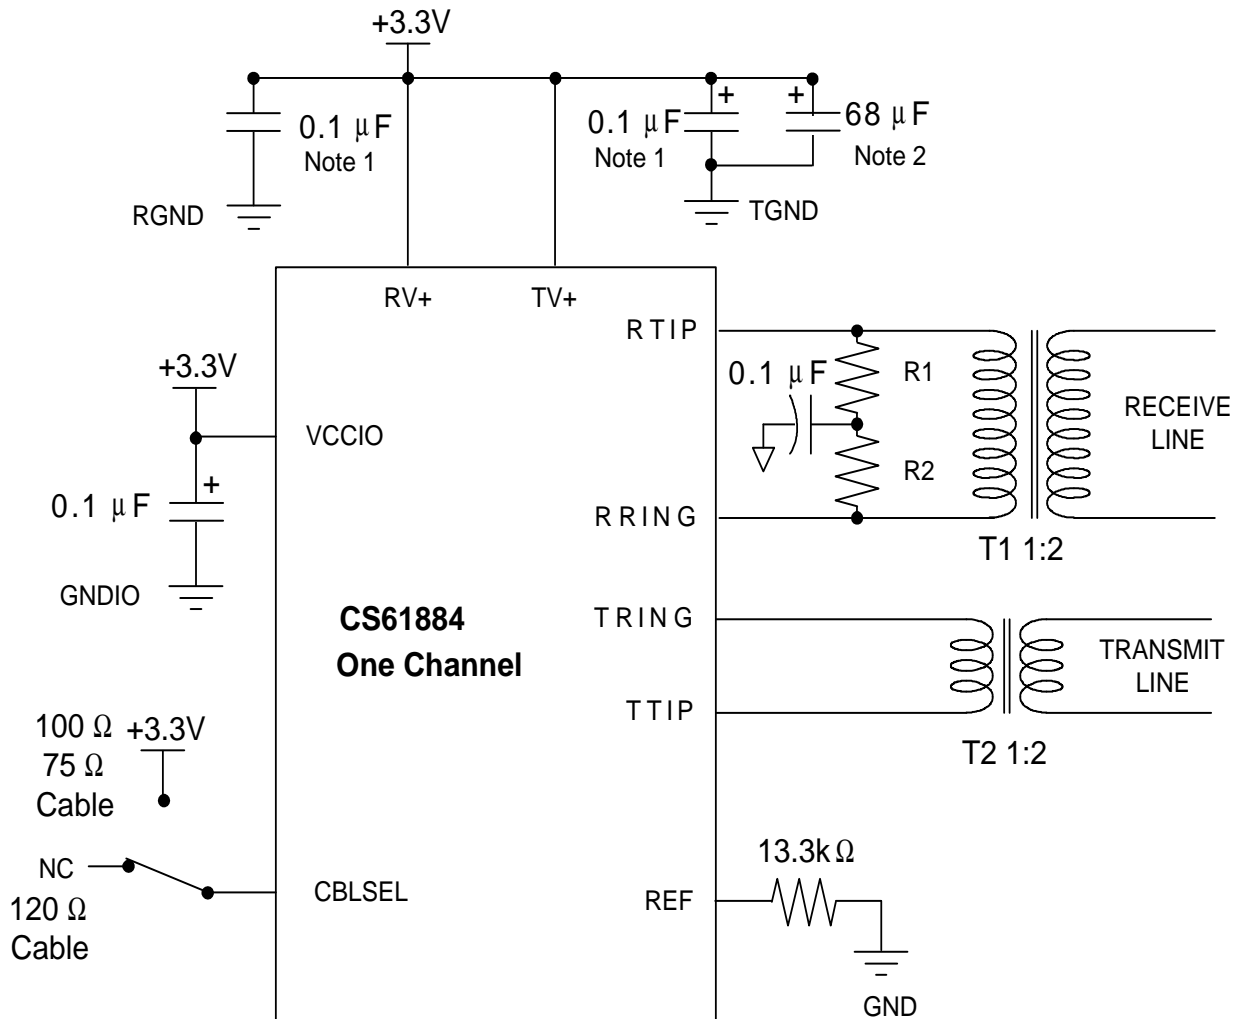 +3.3V
0.1 μF
Note 1
0.1 μF
Note 1
+
+
68 μF
Note 2
RGND
TGND
RV+
TV+
RTIP
+3.3V
0.1 μF
R1
RECEIVE
LINE
VCCIO
R2
+
0.1 μF
RRING
T1 1:2
GNDIO
CS61884
One Channel
TRING
TRANSMIT
LINE
TTIP
T2 1:2
100 Ω
75 Ω
Cable
+3.3V
NC
120 Ω
Cable
CBLSEL
13.3k Ω
REF
GND